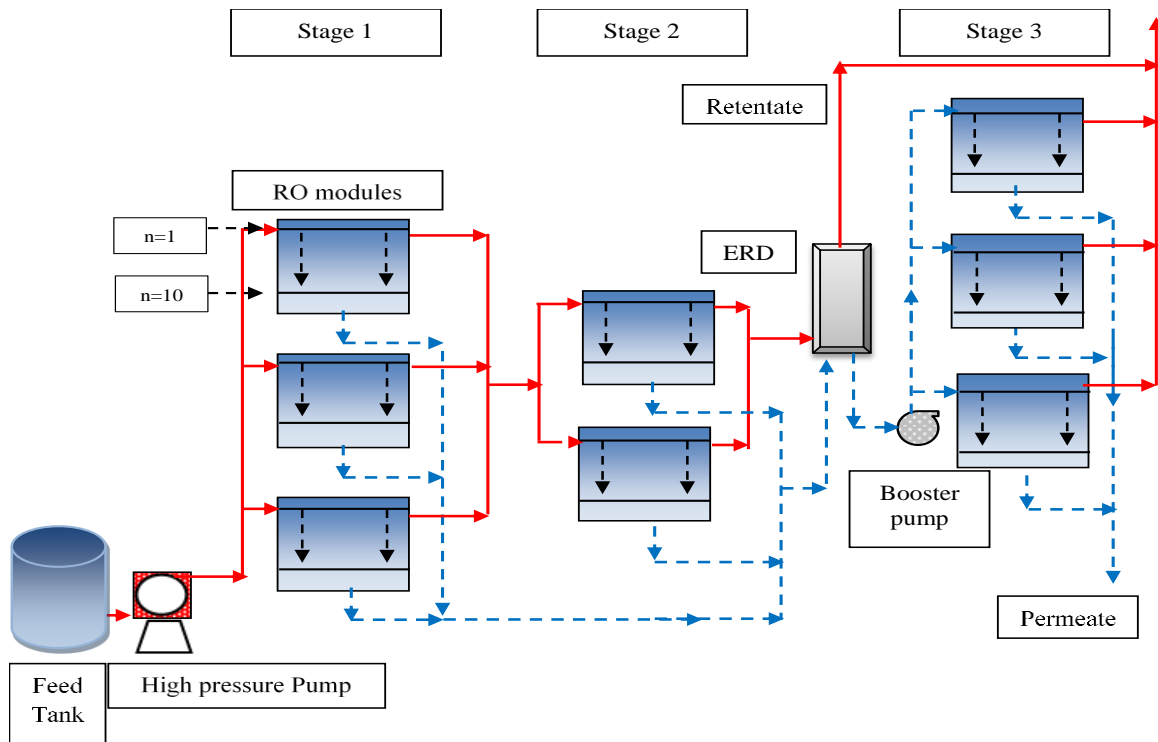 Stage 1
Stage 2
Stage 3
Retentate
RO modules
n=1
ERD
n=10
Booster
pump
Permeate
Feed
Tank
High pressure Pump